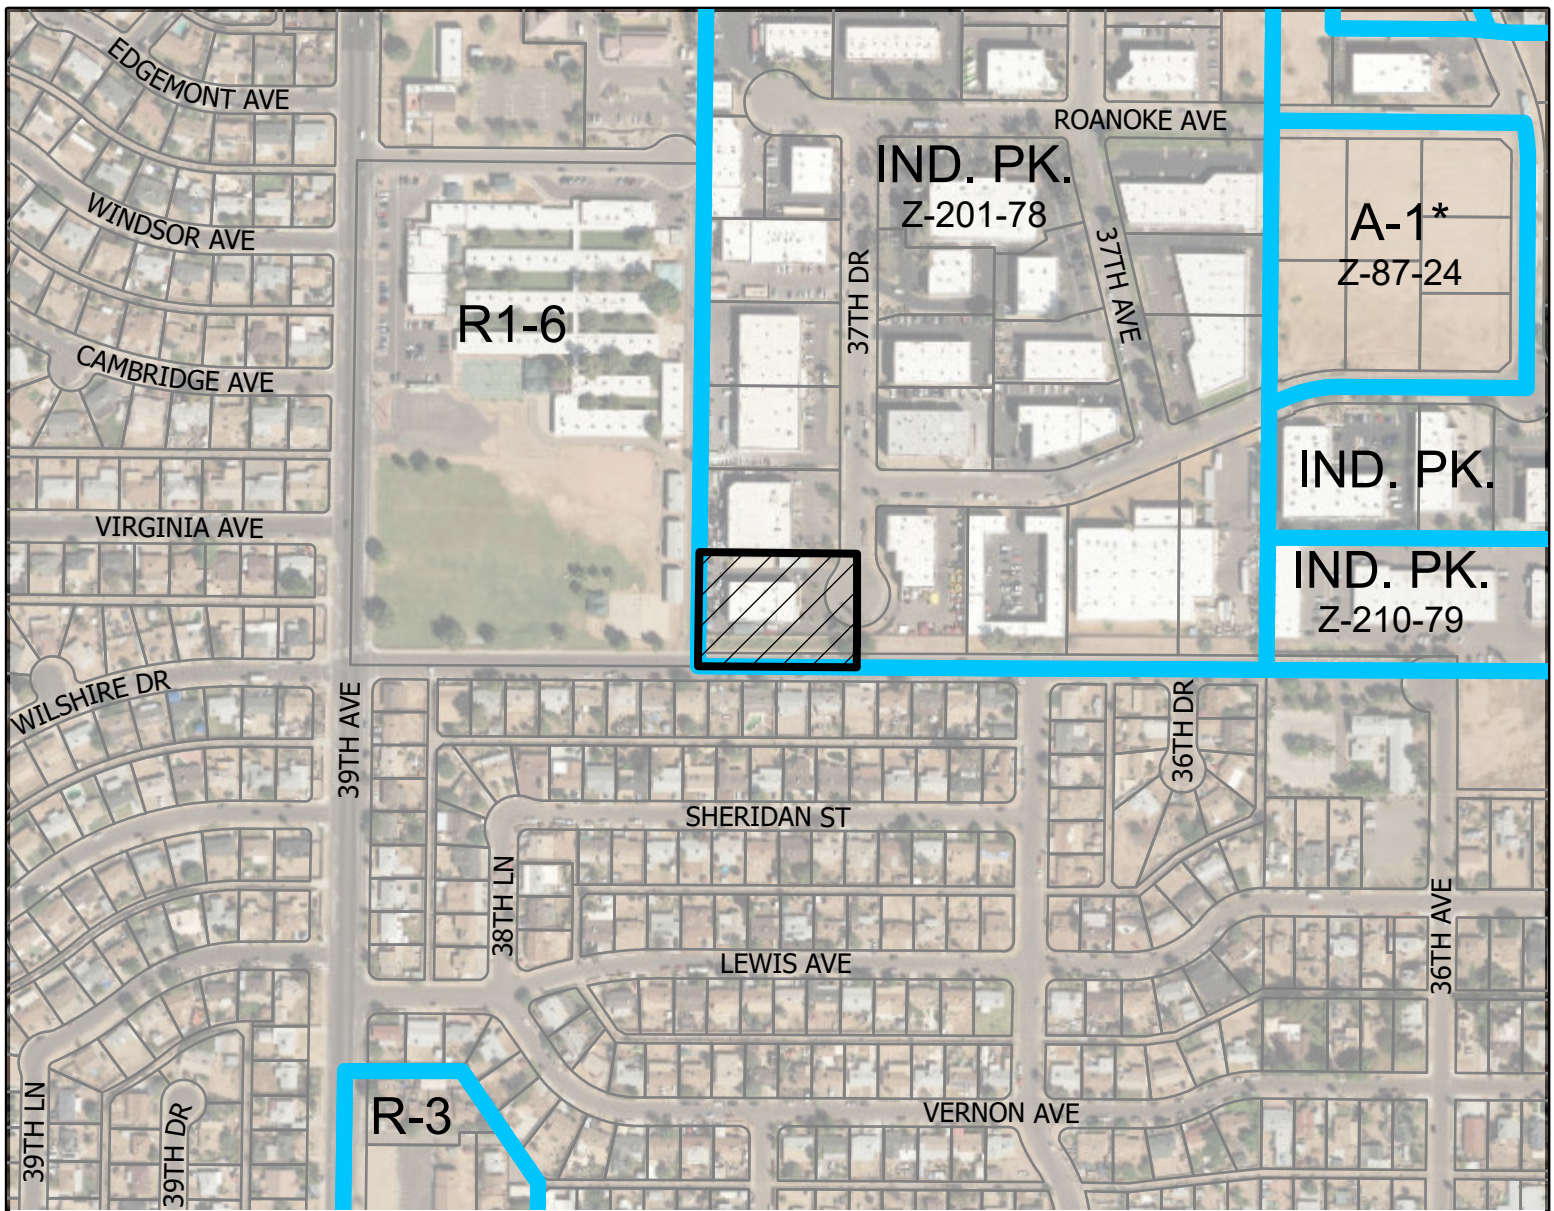 EDGEMONT AVE
ROANOKE AVE
IND. PK.
Z-201-78
WINDSOR AVE
A-1*
Z-87-24
37TH DR
37TH AVE
R1-6
CAMBRIDGE AVE
IND. PK.
VIRGINIA AVE
IND. PK.
Z-210-79
WILSHIRE DR
39TH AVE
36TH DR
SHERIDAN ST
38TH LN
36TH AVE
LEWIS AVE
R-3
VERNON AVE
39TH LN
39TH DR